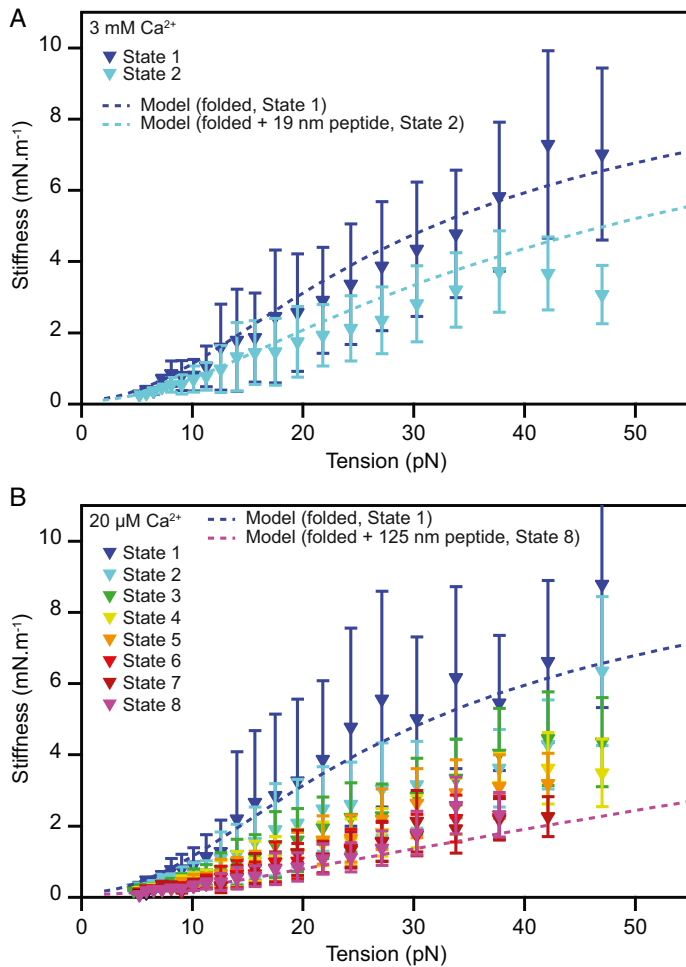 A
3 mM Ca²⁺
State 1
State 2
Model (folded, State 1)
Model (folded + 19 nm peptide, State 2)
10
8
6
4
2
0
Stiffness (mN.m⁻¹)
0 10 20 30 40 50
Tension (pN)
B
20 µM Ca²⁺
Model (folded, State 1)
Model (folded + 125 nm peptide, State 8)
State 1
State 2
State 3
State 4
State 5
State 6
State 7
State 8
10
8
6
4
2
0
Stiffness (mN.m⁻¹)
0 10 20 30 40 50
Tension (pN)